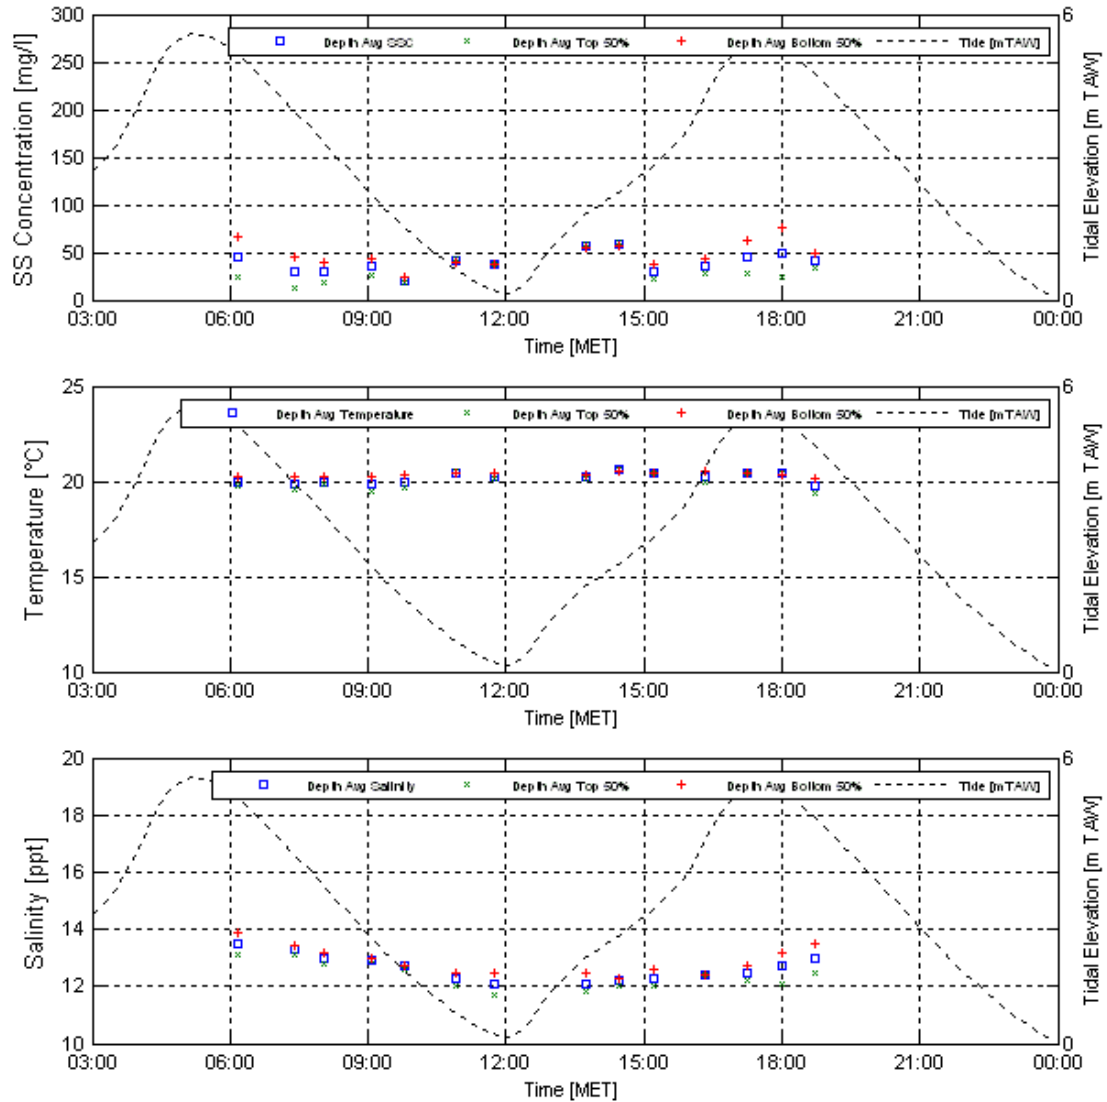 300
250
200
150
100
50
0
SS Concentration [mg/l]
Depth Avg SSC
Depth Avg Top 50%
Depth Avg Bottom 50%
Tide [mTAW]
6
0
Tidal Elevation [m TAW]
03:00 06:00 09:00 12:00 15:00 18:00 21:00 00:00
Time [MET]
25
20
15
10
Temperature [°C]
Depth Avg Temperature
Depth Avg Top 50%
Depth Avg Bottom 50%
Tide [mTAW]
6
0
Tidal Elevation [m TAW]
03:00 06:00 09:00 12:00 15:00 18:00 21:00 00:00
Time [MET]
20
18
16
14
12
10
Salinity [ppt]
Depth Avg Salinity
Depth Avg Top 50%
Depth Avg Bottom 50%
Tide [mTAW]
6
0
Tidal Elevation [m TAW]
03:00 06:00 09:00 12:00 15:00 18:00 21:00 00:00
Time [MET]